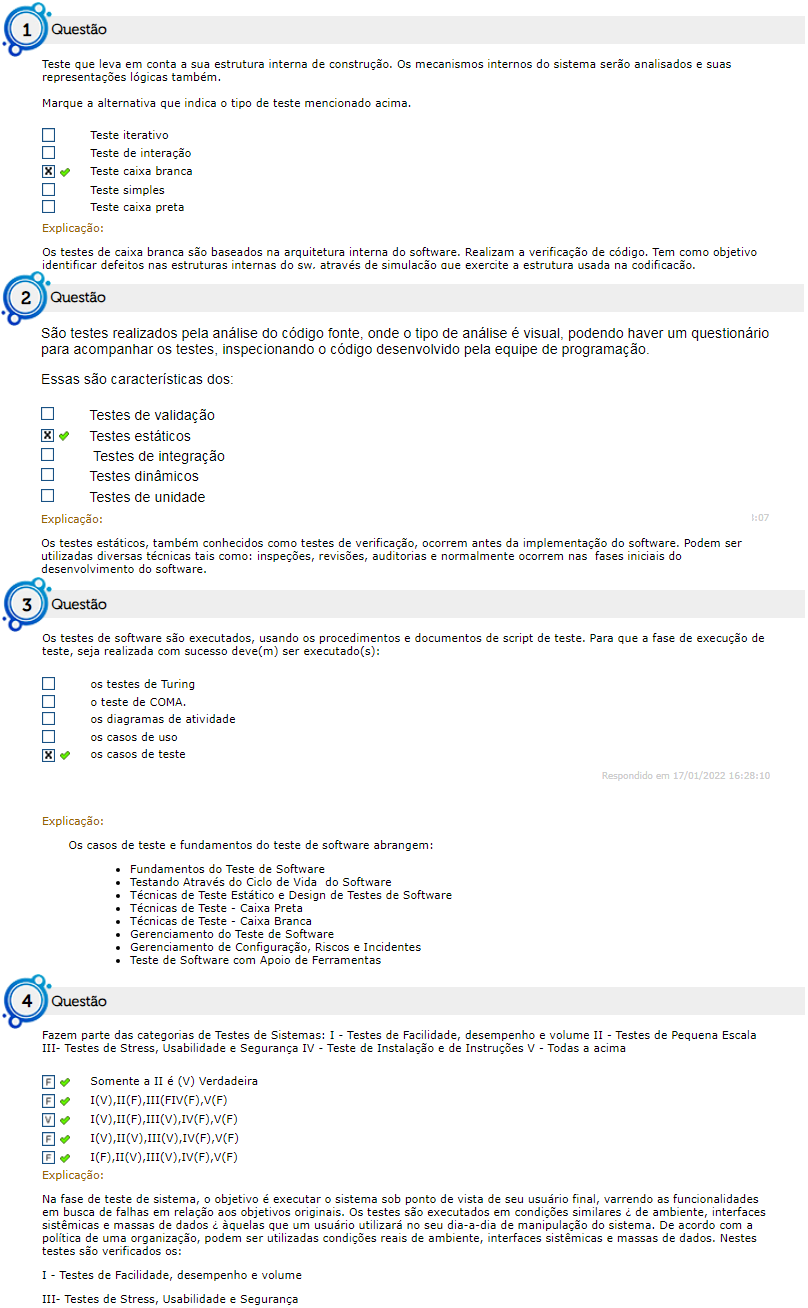 1 Questão
Teste que leva em conta a sua estrutura interna de construção. Os mecanismos internos do sistema serão analisados e suas
representações lógicas também.
Marque a alternativa que indica o tipo de teste mencionado acima.
Teste iterativo
Teste de interação
X Teste caixa branca
Teste simples
Teste caixa preta
Explicação:
Os testes de caixa branca são baseados na arquitetura interna do software. Realizam a verificação de código. Tem como objetivo
identificar defeitos nas estruturas internas do sw, através de simulação que exercite a estrutura usada na codificação.
2 Questão
São testes realizados pela análise do código fonte, onde o tipo de análise é visual, podendo haver um questionário
para acompanhar os testes, inspecionando o código desenvolvido pela equipe de programação.
Essas são características dos:
Testes de validação
X Testes estáticos
Testes de integração
Testes dinâmicos
Testes de unidade
Explicação:
:07
Os testes estáticos, também conhecidos como testes de verificação, ocorrem antes da implementação do software. Podem ser
utilizadas diversas técnicas tais como: inspeções, revisões, auditorias e normalmente ocorrem nas fases iniciais do
desenvolvimento do software.
3 Questão
Os testes de software são executados, usando os procedimentos e documentos de script de teste. Para que a fase de execução de
teste, seja realizada com sucesso deve(m) ser executado(s):
os testes de Turing
o teste de COMA.
os diagramas de atividade
os casos de uso
X os casos de teste
Respondido em 17/01/2022 16:28:10
Explicação:
Os casos de teste e fundamentos do teste de software abrangem:
• Fundamentos do Teste de Software
• Testando Através do Ciclo de Vida do Software
• Técnicas de Teste Estático e Design de Testes de Software
• Técnicas de Teste - Caixa Preta
• Técnicas de Teste - Caixa Branca
• Gerenciamento do Teste de Software
• Gerenciamento de Configuração, Riscos e Incidentes
• Teste de Software com Apoio de Ferramentas
4 Questão
Fazem parte das categorias de Testes de Sistemas: I - Testes de Facilidade, desempenho e volume II - Testes de Pequena Escala
III- Testes de Stress, Usabilidade e Segurança IV - Teste de Instalação e de Instruções V - Todas a acima
F Somente a II é (V) Verdadeira
F I(V),II(F),III(FIV(F),V(F)
V I(V),II(F),III(V),IV(F),V(F)
F I(V),II(V),III(V),IV(F),V(F)
F I(F),II(V),III(V),IV(F),V(F)
Explicação:
Na fase de teste de sistema, o objetivo é executar o sistema sob ponto de vista de seu usuário final, varrendo as funcionalidades
em busca de falhas em relação aos objetivos originais. Os testes são executados em condições similares ¿ de ambiente, interfaces
sistêmicas e massas de dados ¿ àquelas que um usuário utilizará no seu dia-a-dia de manipulação do sistema. De acordo com a
política de uma organização, podem ser utilizadas condições reais de ambiente, interfaces sistêmicas e massas de dados. Nestes
testes são verificados os:
I - Testes de Facilidade, desempenho e volume
III- Testes de Stress, Usabilidade e Segurança